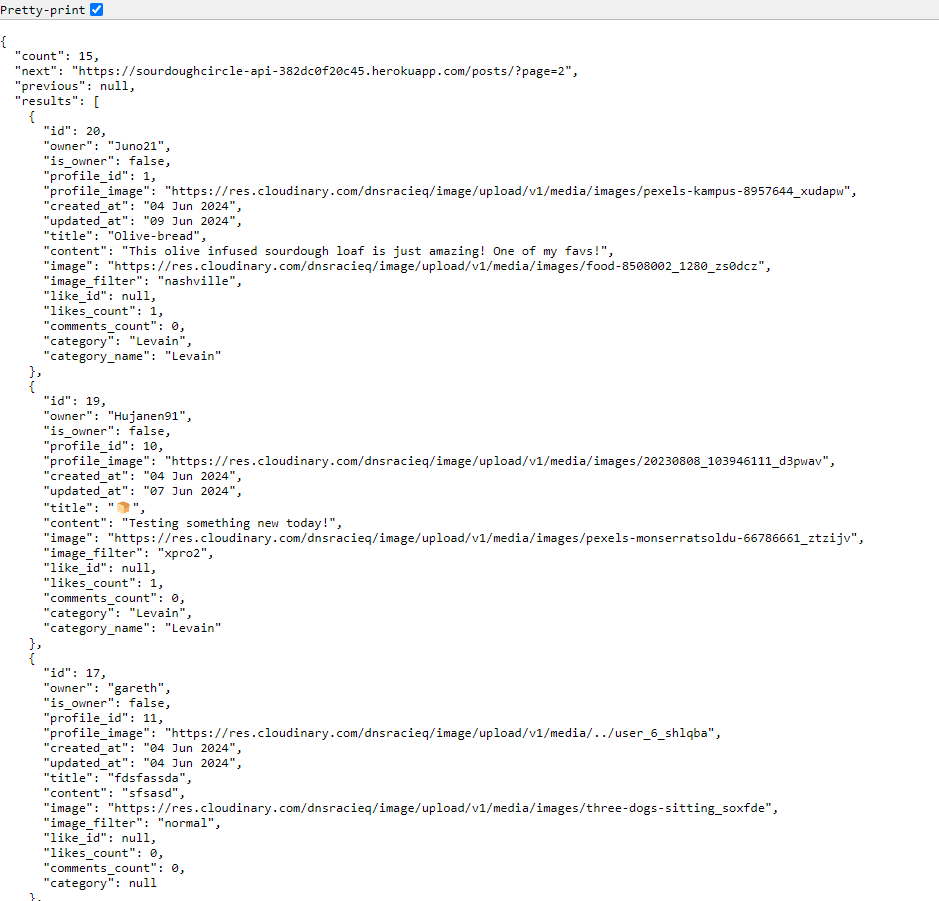 Pretty-print
{
"count": 15,
"next": "https://sourdoughcircle-api-382dc0f20c45.herokuapp.com/posts/?page=2",
"previous": null,
"results": [
{
"id": 20,
"owner": "Juno21",
"is_owner": false,
"profile_id": 1,
"profile_image": "https://res.cloudinary.com/dnsracieq/image/upload/v1/media/images/pexels-kampus-8957644_xudapw",
"created_at": "04 Jun 2024",
"updated_at": "09 Jun 2024",
"title": "Olive-bread",
"content": "This olive infused sourdough loaf is just amazing! One of my favs!",
"image": "https://res.cloudinary.com/dnsracieq/image/upload/v1/media/images/food-8508002_1280_zs0dcz",
"image_filter": "nashville",
"like_id": null,
"likes_count": 1,
"comments_count": 0,
"category": "Levain",
"category_name": "Levain"
},
{
"id": 19,
"owner": "Hujanen91",
"is_owner": false,
"profile_id": 10,
"profile_image": "https://res.cloudinary.com/dnsracieq/image/upload/v1/media/images/20230808_103946111_d3pwav",
"created_at": "04 Jun 2024",
"updated_at": "07 Jun 2024",
"title": "🍞",
"content": "Testing something new today!",
"image": "https://res.cloudinary.com/dnsracieq/image/upload/v1/media/images/pexels-monserratsoldu-66786661_ztzijv",
"image_filter": "xpro2",
"like_id": null,
"likes_count": 1,
"comments_count": 0,
"category": "Levain",
"category_name": "Levain"
},
{
"id": 17,
"owner": "gareth",
"is_owner": false,
"profile_id": 11,
"profile_image": "https://res.cloudinary.com/dnsracieq/image/upload/v1/media/../user_6_shlqba",
"created_at": "04 Jun 2024",
"updated_at": "04 Jun 2024",
"title": "fdsfassda",
"content": "sfsasd",
"image": "https://res.cloudinary.com/dnsracieq/image/upload/v1/media/images/three-dogs-sitting_soxfde",
"image_filter": "normal",
"like_id": null,
"likes_count": 0,
"comments_count": 0,
"category": null
},